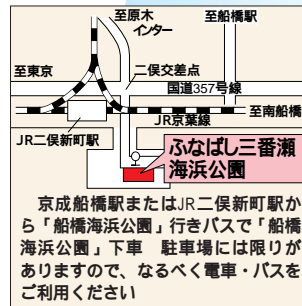 至原木
インター
至船橋駅
至東京
二俣交差点
国道357号線
至南船橋
JR京葉線
JR二俣新町駅
ふなばし三番瀬
海浜公園
京成船橋駅またはJR二俣新町駅か
ら「船橋海浜公園」行きバスで「船橋
海浜公園」下車　駐車場には限りが
ありますので、なるべく電車・バスを
ご利用ください